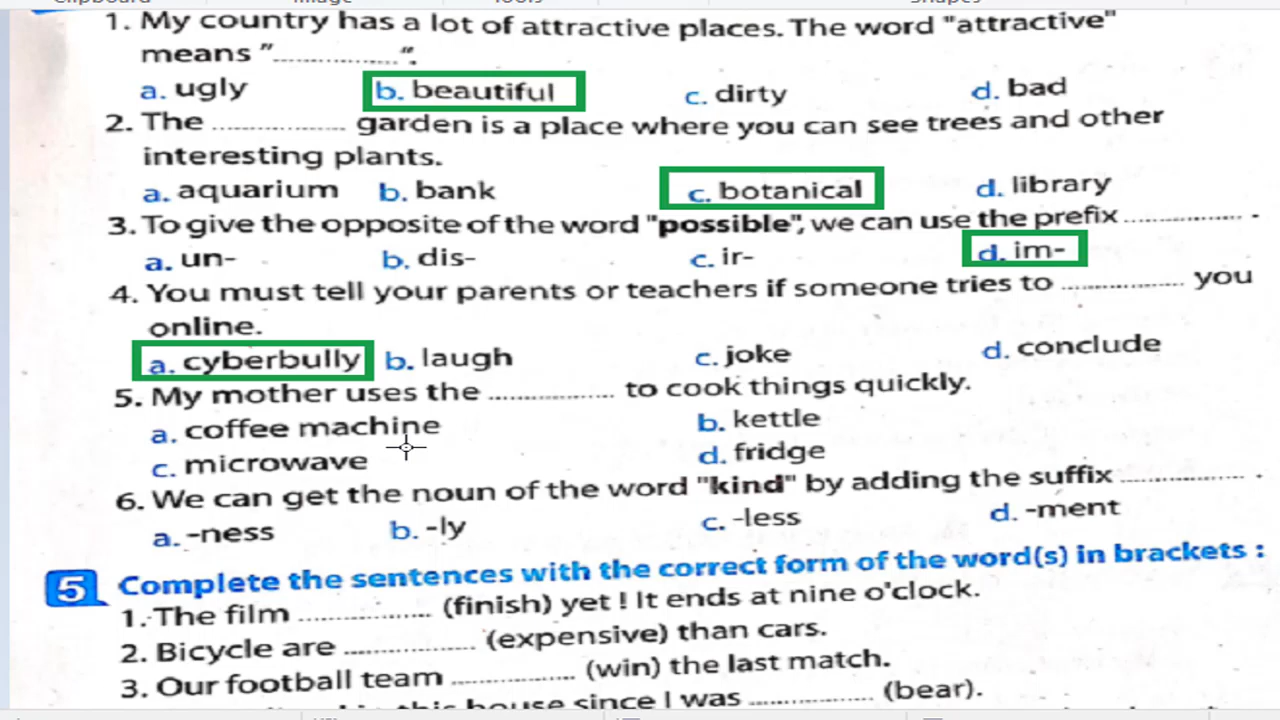 1. My country has a lot of attractive places. The word "attractive"
means "................".
a. ugly b. beautiful c. dirty d. bad
2. The ................ garden is a place where you can see trees and other
interesting plants.
a. aquarium b. bank c. botanical d. library
3. To give the opposite of the word "possible", we can use the prefix ................ .
a. un- b. dis- c. ir- d. im-
4. You must tell your parents or teachers if someone tries to ................ you
online.
a. cyberbully b. laugh c. joke d. conclude
5. My mother uses the ................ to cook things quickly.
a. coffee machine b. kettle
c. microwave d. fridge
6. We can get the noun of the word "kind" by adding the suffix ................ .
a. -ness b. -ly c. -less d. -ment
5 Complete the sentences with the correct form of the word(s) in brackets :
1. The film ................ (finish) yet ! It ends at nine o'clock.
2. Bicycle are ................ (expensive) than cars.
3. Our football team ................ (win) the last match.
in this house since I was ................ (bear).